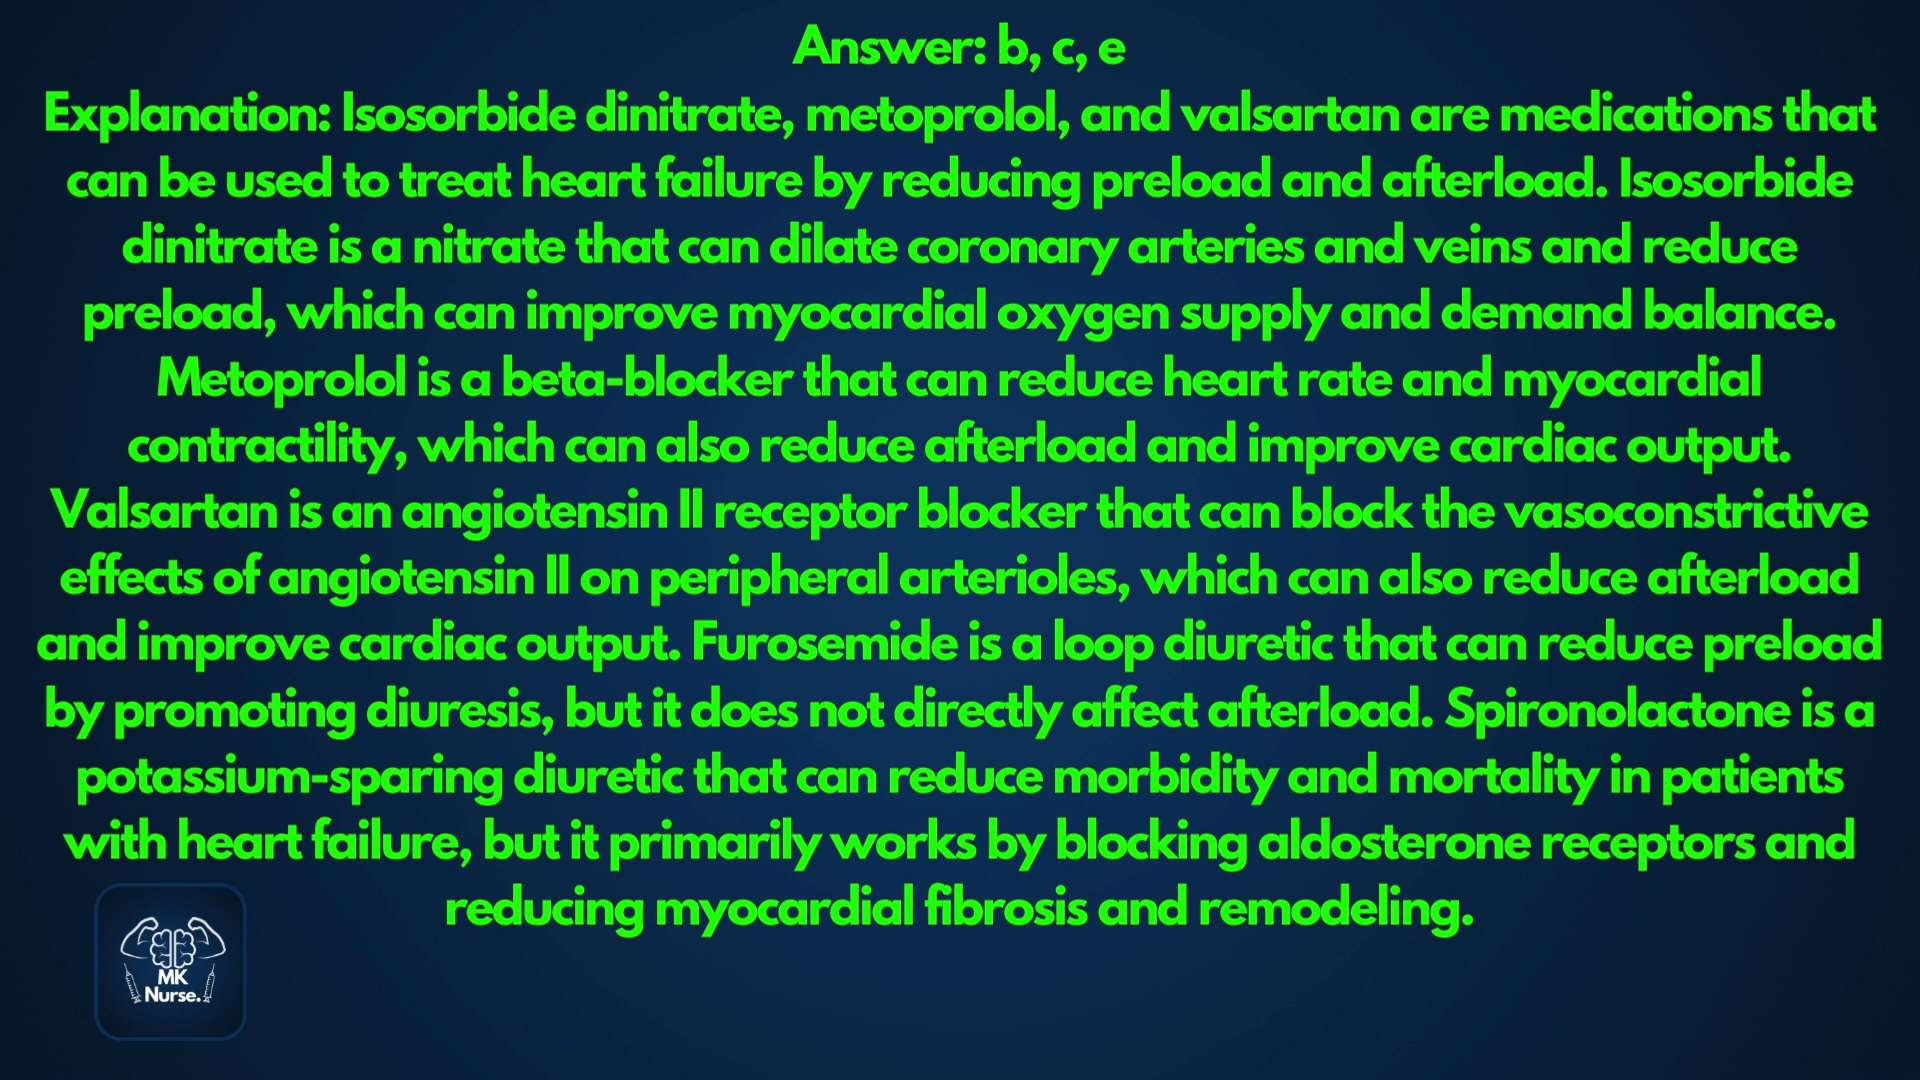 Answer: b, c, e
Explanation: Isosorbide dinitrate, metoprolol, and valsartan are medications that
can be used to treat heart failure by reducing preload and afterload. Isosorbide
dinitrate is a nitrate that can dilate coronary arteries and veins and reduce
preload, which can improve myocardial oxygen supply and demand balance.
Metoprolol is a beta-blocker that can reduce heart rate and myocardial
contractility, which can also reduce afterload and improve cardiac output.
Valsartan is an angiotensin II receptor blocker that can block the vasoconstrictive
effects of angiotensin II on peripheral arterioles, which can also reduce afterload
and improve cardiac output. Furosemide is a loop diuretic that can reduce preload
by promoting diuresis, but it does not directly affect afterload. Spironolactone is a
potassium-sparing diuretic that can reduce morbidity and mortality in patients
with heart failure, but it primarily works by blocking aldosterone receptors and
reducing myocardial fibrosis and remodeling.
MK
Nurse.